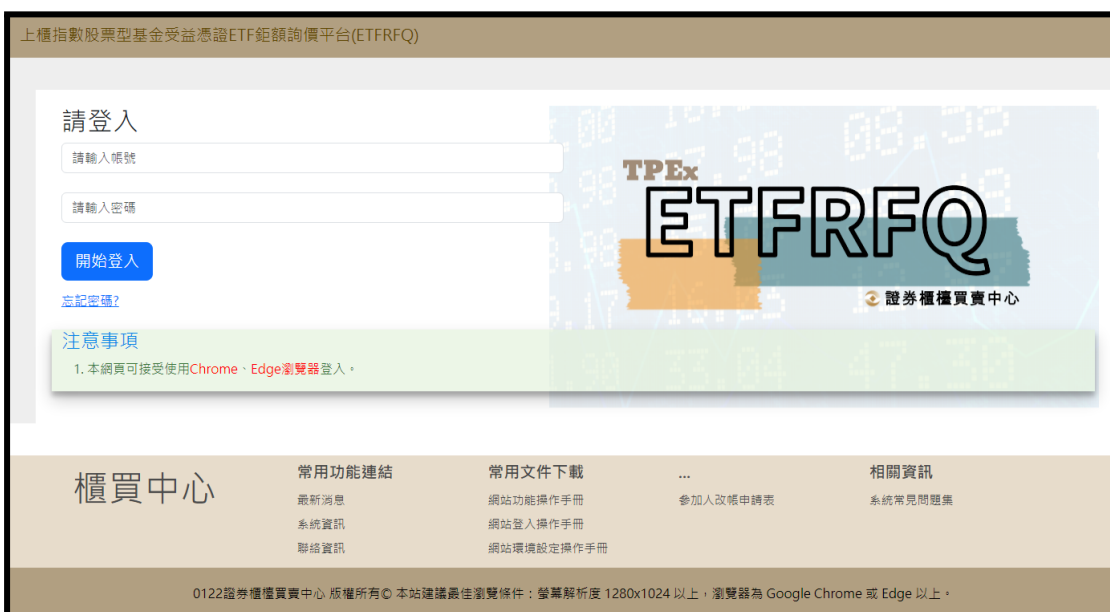 上櫃指數股票型基金受益憑證ETF鉅額詢價平台(ETFRFQ)
請登入
請輸入帳號
請輸入密碼
開始登入
忘記密碼?
TPEx
ETFRFQ
證券櫃檯買賣中心
注意事項
1. 本網頁可接受使用Chrome、Edge瀏覽器登入。
櫃買中心
常用功能連結
最新消息
系統資訊
聯絡資訊
常用文件下載
網站功能操作手冊
網站登入操作手冊
網站環境設定操作手冊
...
參加人改帳申請表
相關資訊
系統常見問題集
0122證券櫃檯買賣中心 版權所有© 本站建議最佳瀏覽條件：螢幕解析度 1280x1024 以上，瀏覽器為 Google Chrome 或 Edge 以上。